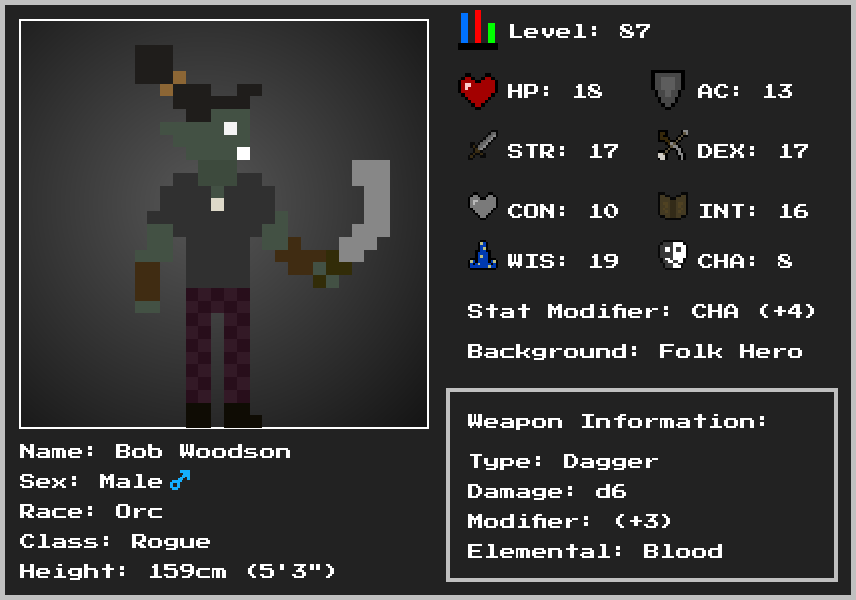 Level: 87
HP: 18
AC: 13
STR: 17
DEX: 17
CON: 10
INT: 16
WIS: 19
CHA: 8
Stat Modifier: CHA (+4)
Background: Folk Hero
Weapon Information:
Type: Dagger
Damage: d6
Modifier: (+3)
Elemental: Blood
Name: Bob Woodson
Sex: Male ♂
Race: Orc
Class: Rogue
Height: 159cm (5'3")